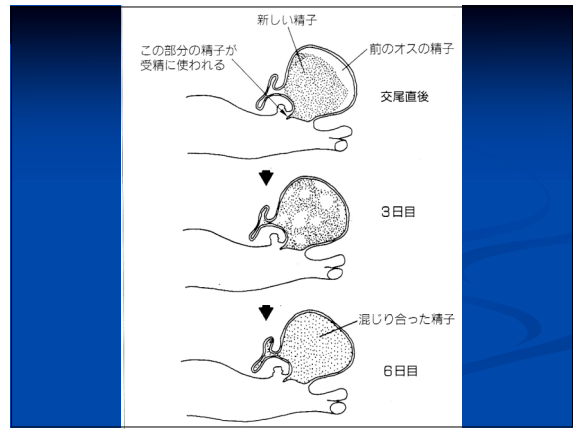 新しい精子
この部分の精子が
受精に使われる
前のオスの精子
交尾直後
3日目
混じり合った精子
6日目